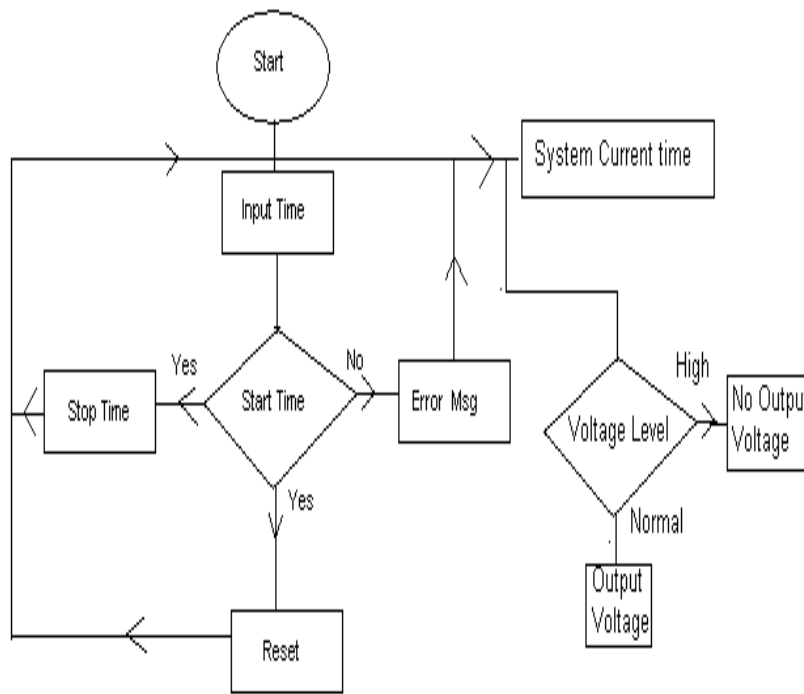 Start
System Current time
Input Time
Yes
No
High
Stop Time
Start Time
Error Msg
Voltage Level
No Output
Voltage
Yes
Normal
Output
Voltage
Reset